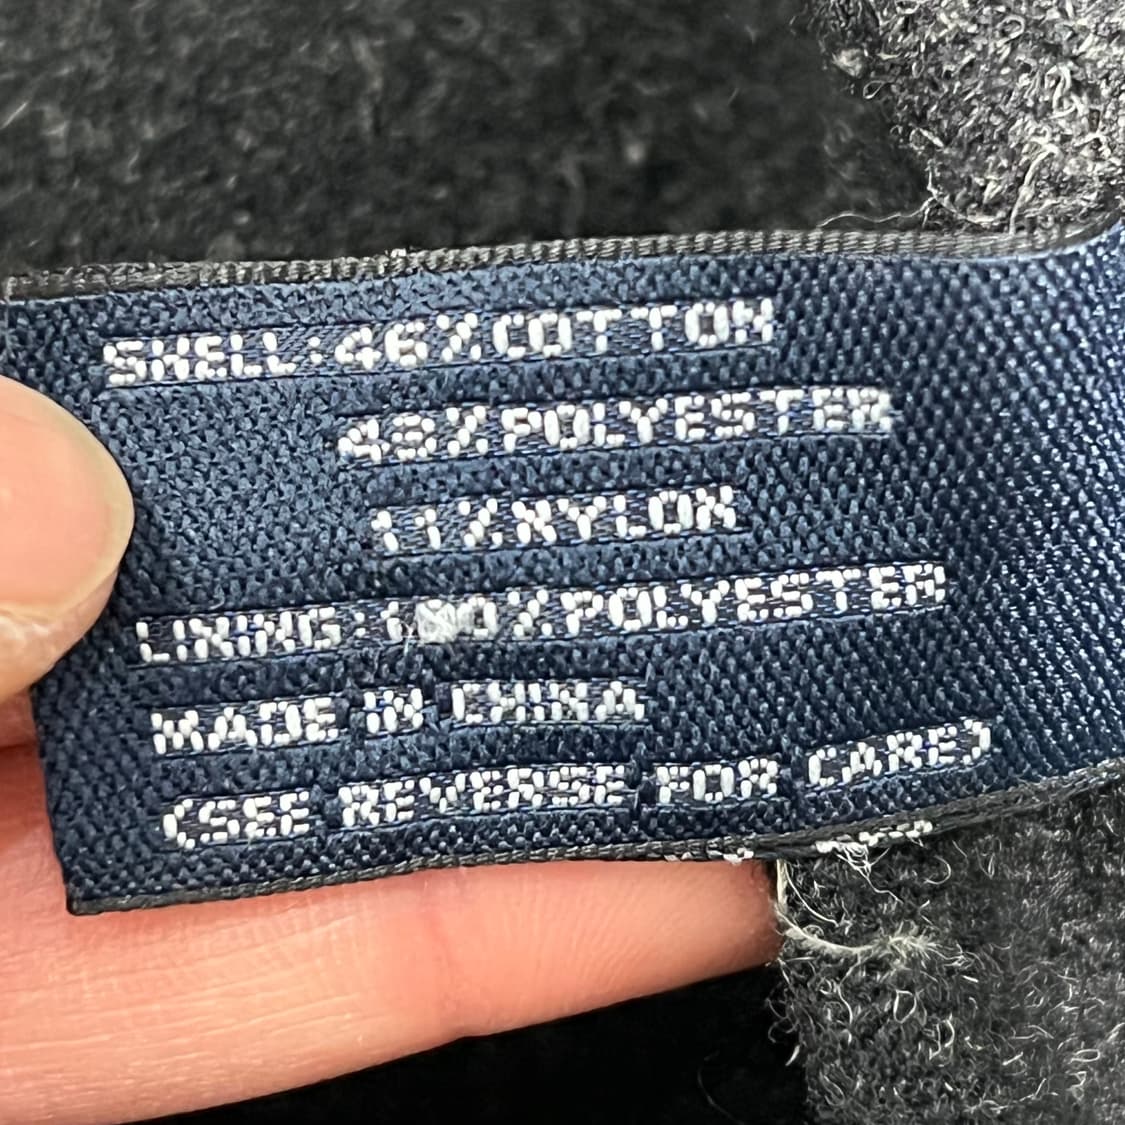 SHELL:46%COTTON
43%POLYESTER
11%NYLON
LINING:100%POLYESTER
MADE IN CHINA
(SEE REVERSE FOR CARE)